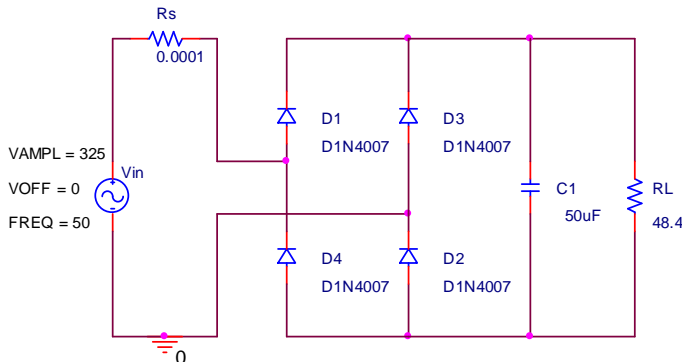 Rs
0.0001
D1
D1N4007
D3
D1N4007
VAMPL = 325
Vin
VOFF = 0
FREQ = 50
C1
50uF
RL
48.4
D4
D1N4007
D2
D1N4007
0